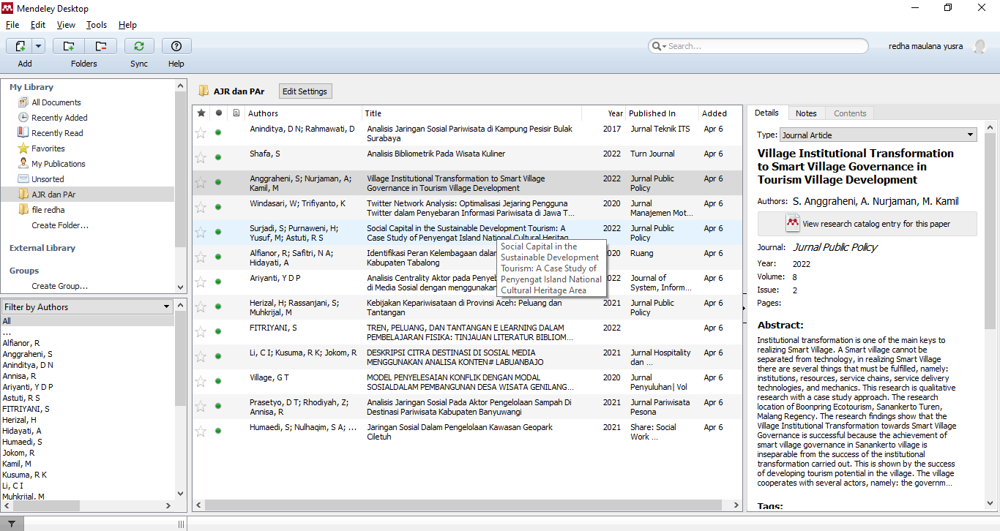 Mendeley Desktop
File Edit View Tools Help
Add Folders Sync Help
Search...
redha maulana yusra
My Library
All Documents
Recently Added
Recently Read
Favorites
My Publications
Unsorted
AJR dan PAr
file redha
Create Folder...
External Library
Groups
Create Group...
Filter by Authors
All
...
Alfianor, R
Anggraheni, S
Aninditya, D N
Annisa, R
Ariyanti, Y D P
Astuti, R S
FITRIYANI, S
Herizal, H
Hidayati, A
Humaedi, S
Jokom, R
Kamil, M
Kusuma, R K
Li, C I
Muhkrijal, M
AJR dan PAr Edit Settings
Authors Title Year Published In Added
Aninditya, D N; Rahmawati, D Analisis Jaringan Sosial Pariwisata di Kampung Pesisir Bulak 2017 Jurnal Teknik ITS Apr 6
Surabaya
Shafa, S Analisis Bibliometrik Pada Wisata Kuliner 2022 Turn Journal Apr 6
Anggraheni, S; Nurjaman, A; Village Institutional Transformation to Smart Village 2022 Jurnal Public Apr 6
Kamil, M Governance in Tourism Village Development Policy
Windasari, W; Trifiyanto, K Twitter Network Analysis: Optimalisasi Jejaring Pengguna 2020 Jurnal Apr 6
Twitter dalam Penyebaran Informasi Pariwisata di Jawa T... Manajemen Mot...
Surjadi, S; Purnaweni, H; Social Capital in the Sustainable Development Tourism: A 2022 Jurnal Public Apr 6
Yusuf, M; Astuti, R S Case Study of Penyengat Island National Cultural Heritag Policy
Alfianor, R; Safitri, N A; Identifikasi Peran Kelembagaan dalam 020 Ruang Apr 6
Hidayati, A Kabupaten Tabalong
Ariyanti, Y D P Analisis Centrality Aktor pada Penyeb 022 Journal of Apr 6
di Media Sosial dengan menggunakan System, Inform...
Herizal, H; Rassanjani, S; Kebijakan Kepariwisataan di Provinsi Aceh: Peluang dan 2021 Jurnal Public Apr 6
Muhkrijal, M Tantangan Policy
FITRIYANI, S TREN, PELUANG, DAN TANTANGAN E LEARNING DALAM 2022 Apr 6
PEMBELAJARAN FISIKA: TINJAUAN LITERATUR BIBLIOM...
Li, C I; Kusuma, R K; Jokom, R DESKRIPSI CITRA DESTINASI DI SOSIAL MEDIA 2021 Jurnal Hospitality Apr 6
MENGGUNAKAN ANALISA KONTEN# LABUANBAJO dan ...
Village, G T MODEL PENYELESAIAN KONFLIK DENGAN MODAL 2020 Jurnal Apr 6
SOSIALDALAM PEMBANGUNAN DESA WISATA GENILANG... Penyuluhan| Vol
Prasetyo, D T; Rhodiyah, Z; Analisis Jaringan Sosial Pada Aktor Pengelolaan Sampah Di 2021 Jurnal Pariwisata Apr 6
Annisa, R Destinasi Pariwisata Kabupaten Banyuwangi Pesona
Humaedi, S; Nulhaqim, S A; ... Jaringan Sosial Dalam Pengelolaan Kawasan Geopark 2021 Share: Social Apr 6
Ciletuh Work ...
Social Capital in the
Sustainable Development
Tourism: A Case Study of
Penyengat Island National
Cultural Heritage Area
Details Notes Contents
Type: Journal Article
Village Institutional Transformation
to Smart Village Governance in
Tourism Village Development
Authors: S. Anggraheni, A. Nurjaman, M. Kamil
View research catalog entry for this paper
Journal: Jurnal Public Policy
Year: 2022
Volume: 8
Issue: 2
Pages:
Abstract:
Institutional transformation is one of the main keys to
realizing Smart Village. A Smart village cannot be
separated from technology, in realizing Smart Village
there are several things that must be fulfilled, namely:
institutions, resources, service chains, service delivery
technologies, and mechanics. This research is qualitative
research with a case study approach. The research
location of Boonpring Ecotourism, Sanankerto Turen,
Malang Regency. The research findings show that the
Village Institutional Transformation towards Smart Village
Governance is successful because the achievement of
smart village governance in Sanankerto village is
inseparable from the success of the institutional
transformation carried out. This is shown by the success
of developing tourism potential in the village. The village
cooperates with several actors, namely: the governm...
Tags: